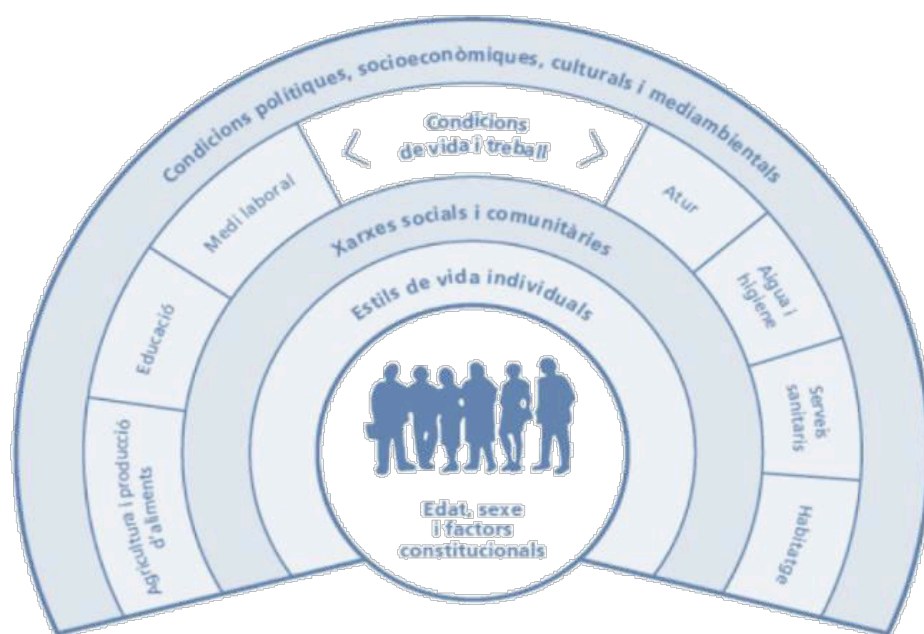 Condicions polítiques, socioeconòmiques, culturals i mediambientals
Condicions
de vida i treball
Agricultura i producció
d'aliments
Educació
Medi laboral
Atur
Aigua i
higiene
Serveis
sanitaris
Habitatge
Xarxes socials i comunitàries
Estils de vida individuals
Edat, sexe
i factors
constitucionals